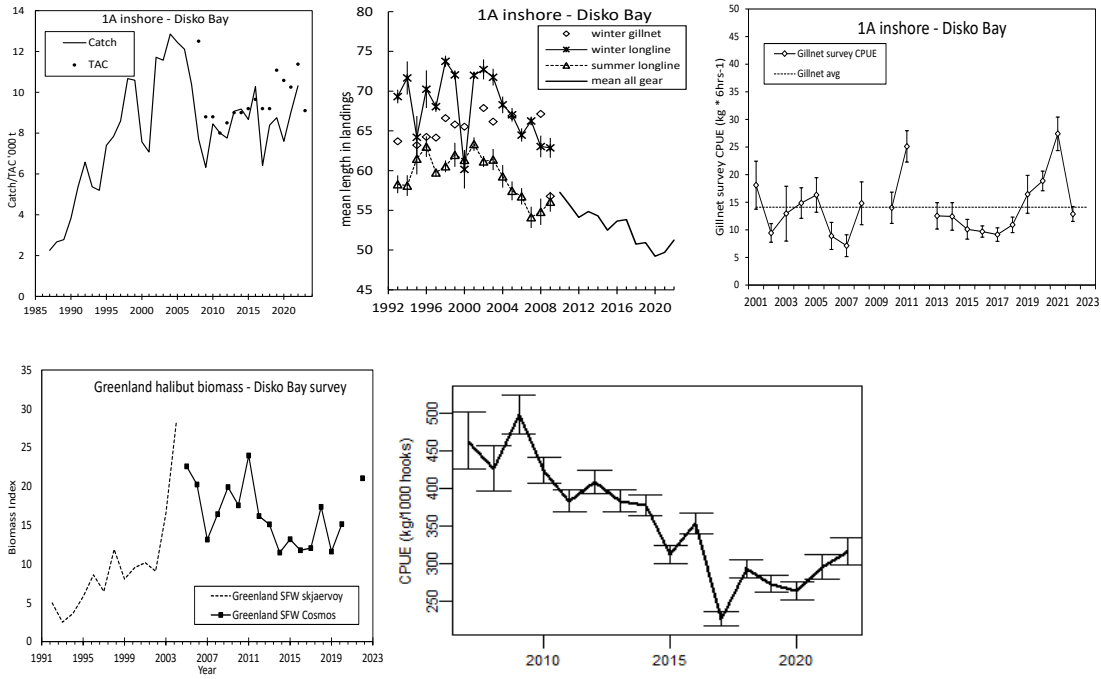 1A inshore - Disko Bay
Catch
TAC
Catch/TAC '000 t
14
12
10
8
6
4
2
0
1985 1990 1995 2000 2005 2010 2015 2020
1A inshore - Disko Bay
winter gillnet
winter longline
summer longline
mean all gear
mean length in landings
80
75
70
65
60
55
50
45
1992 1996 2000 2004 2008 2012 2016 2020
1A inshore - Disko Bay
Gillnet survey CPUE
Gillnet avg
Gillnet survey CPUE (kg * 6hrs-1)
50
45
40
35
30
25
20
15
10
5
0
2001 2003 2005 2007 2009 2011 2013 2015 2017 2019 2021 2023
Greenland halibut biomass - Disko Bay survey
Biomass Index
35
30
25
20
15
10
5
0
Greenland SFW skjaervoy
Greenland SFW Cosmos
1991 1995 1999 2003 2007 2011 2015 2019 2023
Year
CPUE (kg/1000 hooks)
500
450
400
350
300
250
2010 2015 2020